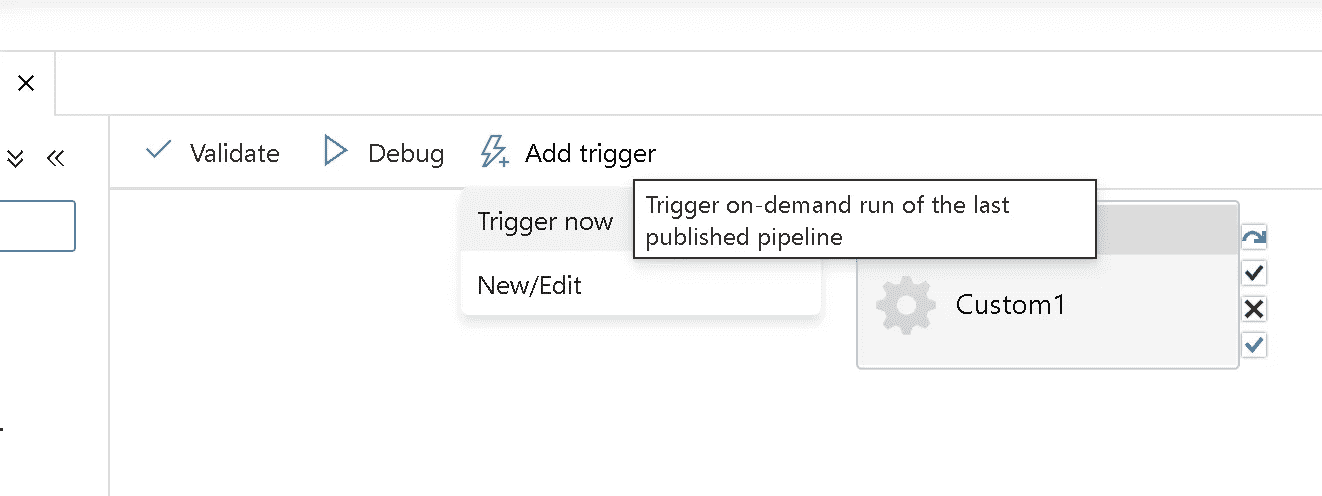 Validate
Debug
Add trigger
Trigger now
Trigger on-demand run of the last
published pipeline
New/Edit
Custom1